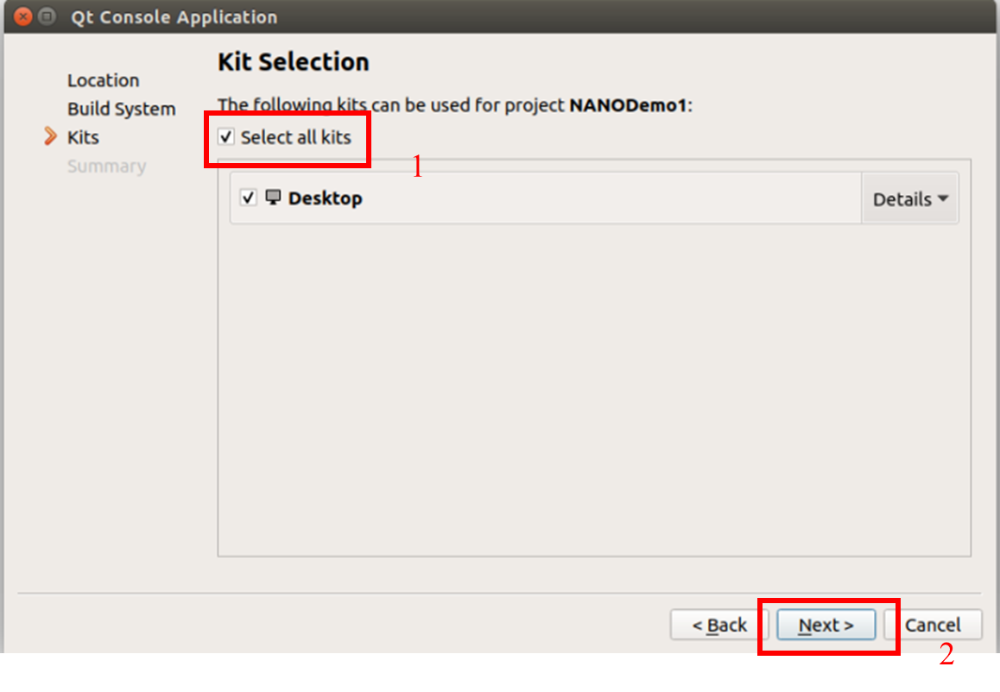 Qt Console Application
Location
Build System
Kits
Summary
Kit Selection
The following kits can be used for project NANODemo1:
Select all kits
1
Desktop
Details
< Back
Next >
Cancel
2